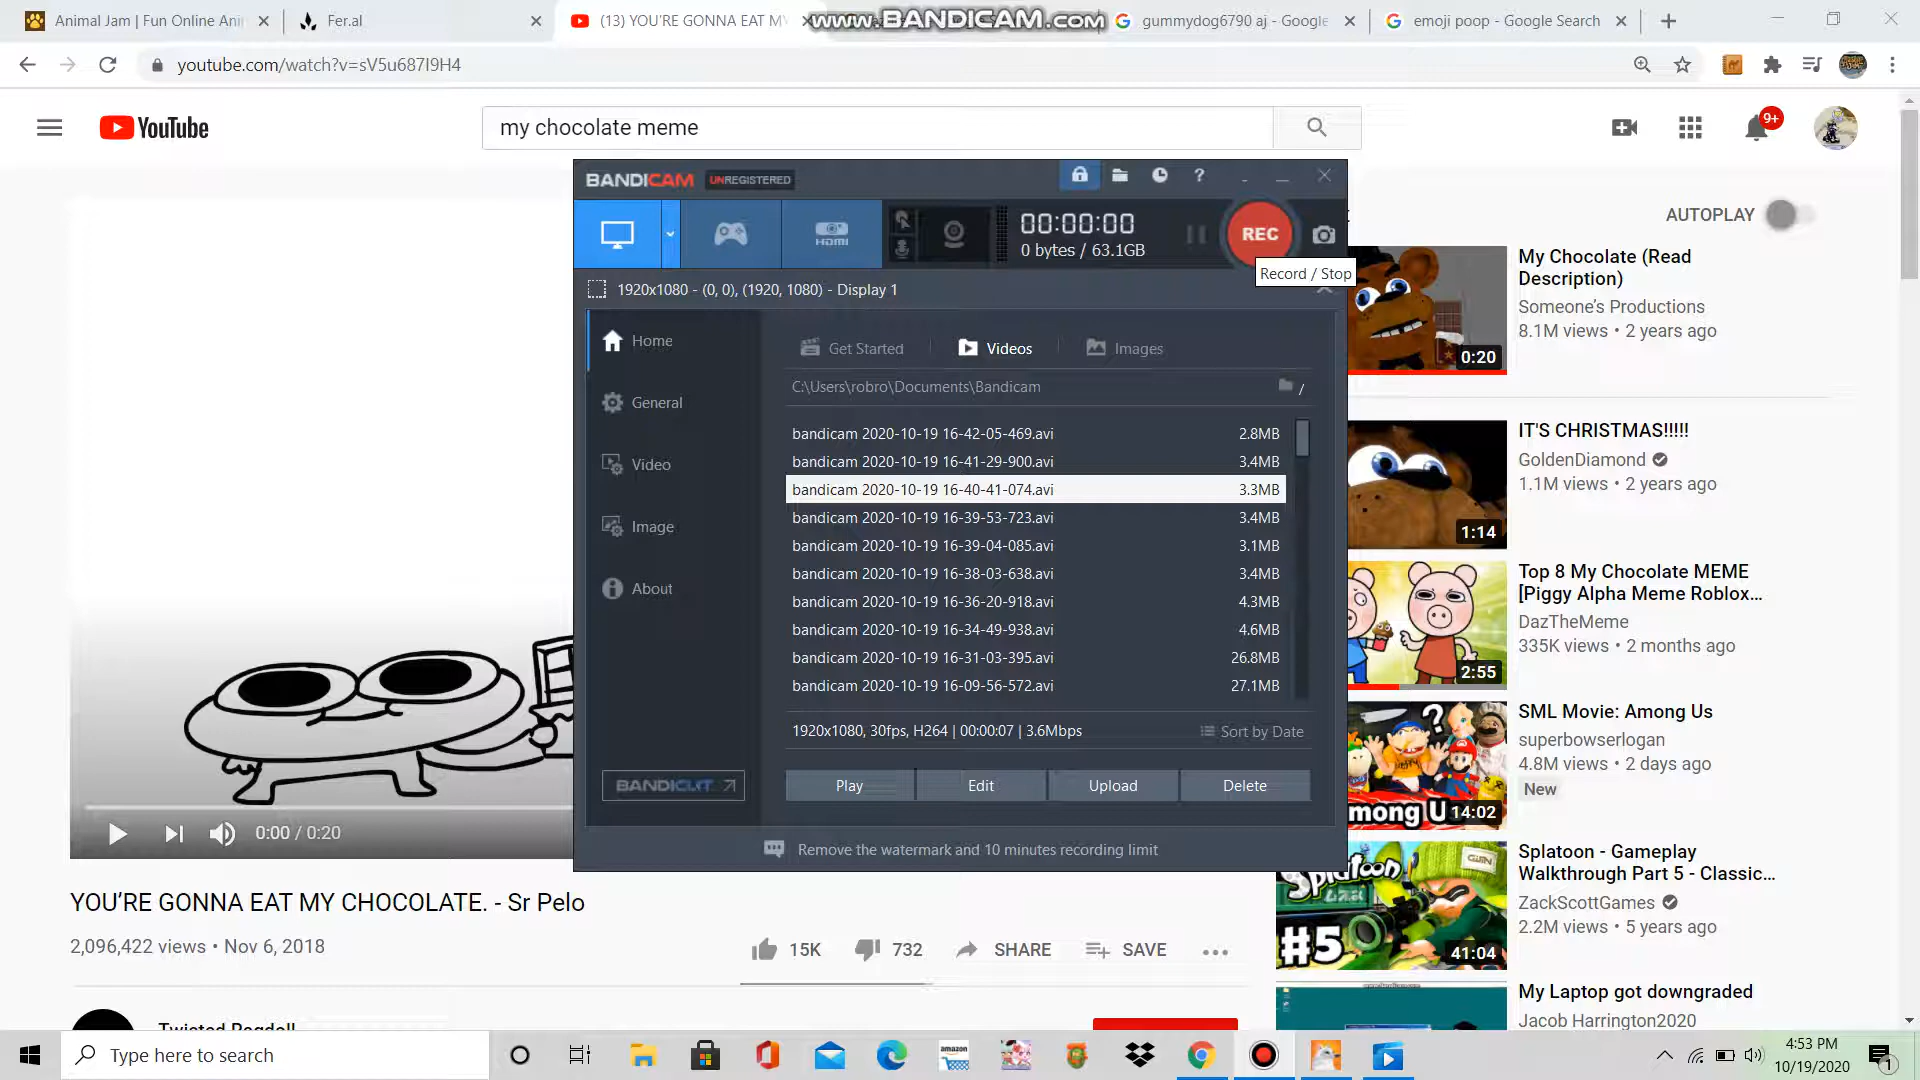 Animal Jam | Fun Online Ani
Fer.al
(13) YOU'RE GONNA EAT MY
www.BANDICAM.com
gummydog6790 aj - Google
emoji poop - Google Search
youtube.com/watch?v=sV5u687I9H4
YouTube
my chocolate meme
9+
BANDICAM UNREGISTERED
HDMI
00:00:00
0 bytes / 63.1GB
REC
Record / Stop
1920x1080 - (0, 0), (1920, 1080) - Display 1
Home
General
Video
Image
About
BANDICUT
Get Started
Videos
Images
C:\Users\robro\Documents\Bandicam
/
bandicam 2020-10-19 16-42-05-469.avi 2.8MB
bandicam 2020-10-19 16-41-29-900.avi 3.4MB
bandicam 2020-10-19 16-40-41-074.avi 3.3MB
bandicam 2020-10-19 16-39-53-723.avi 3.4MB
bandicam 2020-10-19 16-39-04-085.avi 3.1MB
bandicam 2020-10-19 16-38-03-638.avi 3.4MB
bandicam 2020-10-19 16-36-20-918.avi 4.3MB
bandicam 2020-10-19 16-34-49-938.avi 4.6MB
bandicam 2020-10-19 16-31-03-395.avi 26.8MB
bandicam 2020-10-19 16-09-56-572.avi 27.1MB
1920x1080, 30fps, H264 | 00:00:07 | 3.6Mbps
Sort by Date
Play
Edit
Upload
Delete
Remove the watermark and 10 minutes recording limit
0:00 / 0:20
YOU'RE GONNA EAT MY CHOCOLATE. - Sr Pelo
2,096,422 views • Nov 6, 2018
15K
732
SHARE
SAVE
AUTOPLAY
My Chocolate (Read
Description)
Someone's Productions
8.1M views • 2 years ago
0:20
IT'S CHRISTMAS!!!!!
GoldenDiamond
1.1M views • 2 years ago
1:14
Top 8 My Chocolate MEME
[Piggy Alpha Meme Roblox...
DazTheMeme
335K views • 2 months ago
2:55
SML Movie: Among Us
superbowserlogan
4.8M views • 2 days ago
New
mong U
14:02
Splatoon - Gameplay
Walkthrough Part 5 - Classic...
ZackScottGames
2.2M views • 5 years ago
Splatoon
#5
41:04
My Laptop got downgraded
Jacob Harrington2020
Type here to search
amazon
4:53 PM
10/19/2020
1